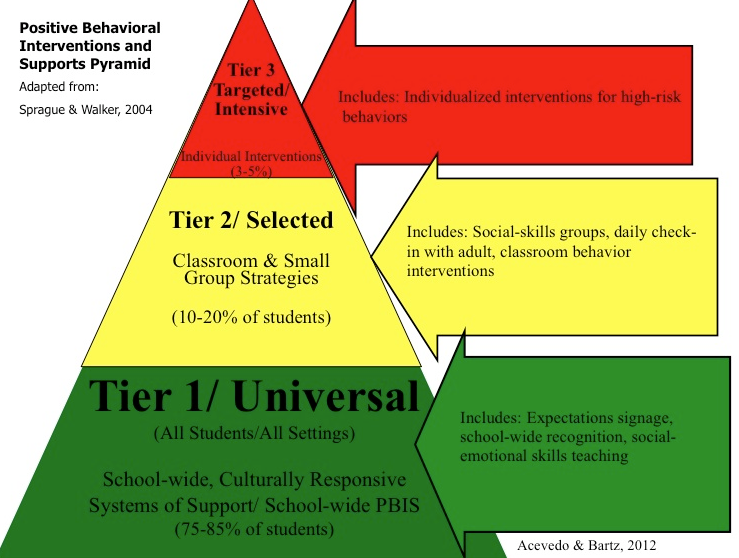 Positive Behavioral
Interventions and
Supports Pyramid
Adapted from:
Sprague & Walker, 2004
Tier 3
Targeted/
Intensive
Individual Interventions
(3-5%)
Includes: Individualized interventions for high-risk
behaviors
Tier 2/ Selected
Classroom & Small
Group Strategies
(10-20% of students)
Includes: Social-skills groups, daily check-
in with adult, classroom behavior
interventions
Tier 1/ Universal
(All Students/All Settings)
School-wide, Culturally Responsive
Systems of Support/ School-wide PBIS
(75-85% of students)
Includes: Expectations signage,
school-wide recognition, social-
emotional skills teaching
Acevedo & Bartz, 2012